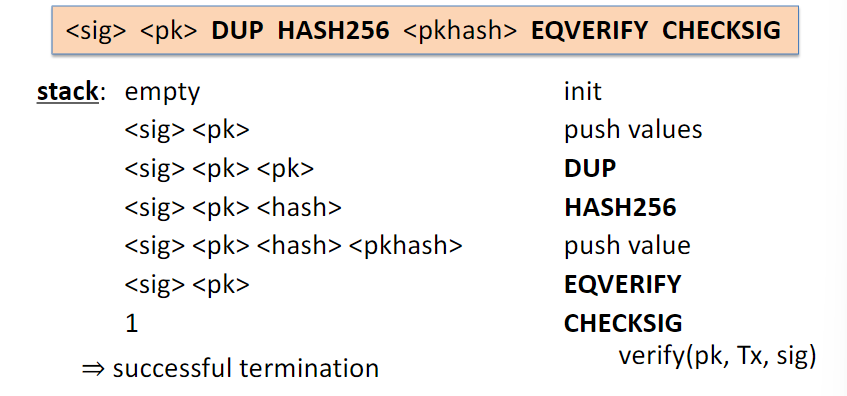 <sig> <pk> DUP HASH256 <pkhash> EQVERIFY CHECKSIG
stack: empty init
<sig> <pk> push values
<sig> <pk> <pk> DUP
<sig> <pk> <hash> HASH256
<sig> <pk> <hash> <pkhash> push value
<sig> <pk> EQVERIFY
1 CHECKSIG
verify(pk, Tx, sig)
⇒ successful termination